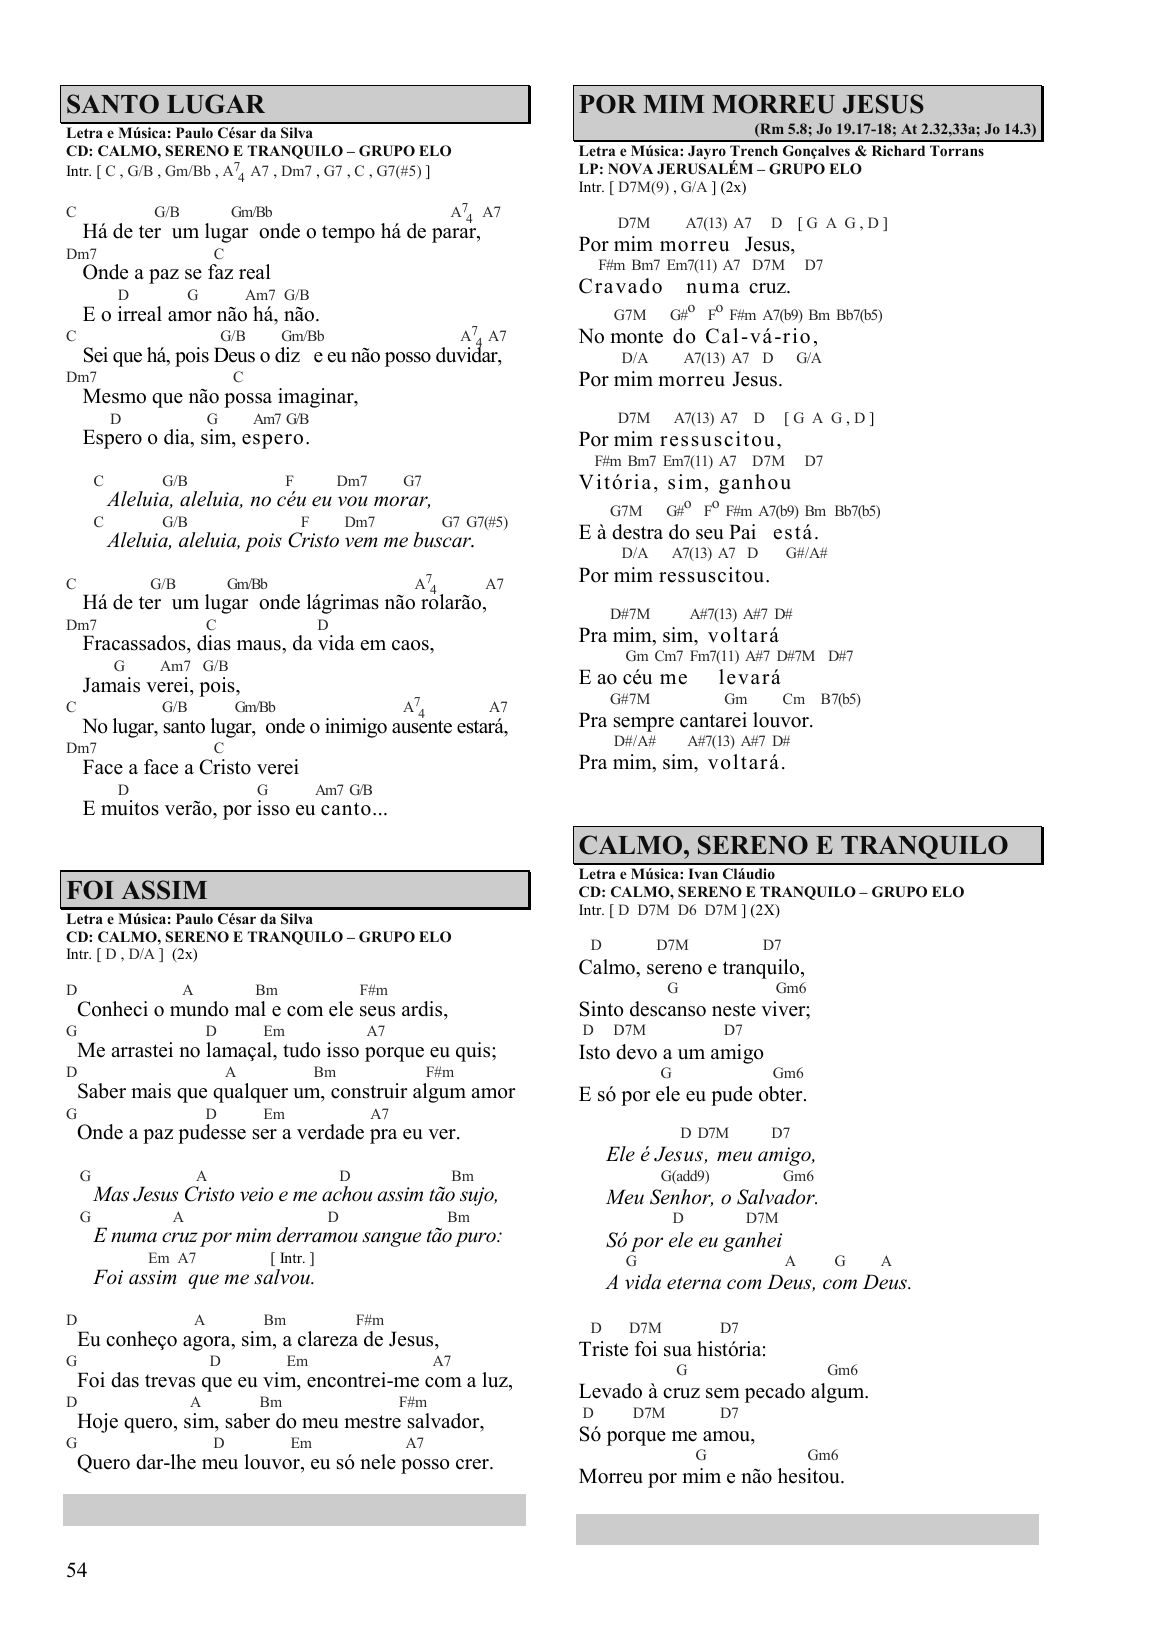 SANTO LUGAR
Letra e Música: Paulo César da Silva
CD: CALMO, SERENO E TRANQUILO – GRUPO ELO
Intr. [ C , G/B , Gm/Bb , A7 4 A7 , Dm7 , G7 , C , G7(#5) ]
C G/B Gm/Bb A7 4 A7
Há de ter um lugar onde o tempo há de parar,
Dm7 C
Onde a paz se faz real
D G Am7 G/B
E o irreal amor não há, não.
C G/B Gm/Bb A7 4 A7
Sei que há, pois Deus o diz e eu não posso duvidar,
Dm7 C
Mesmo que não possa imaginar,
D G Am7 G/B
Espero o dia, sim, espero.
C G/B F Dm7 G7
Aleluia, aleluia, no céu eu vou morar,
C G/B F Dm7 G7 G7(#5)
Aleluia, aleluia, pois Cristo vem me buscar.
C G/B Gm/Bb A7 4 A7
Há de ter um lugar onde lágrimas não rolarão,
Dm7 C D
Fracassados, dias maus, da vida em caos,
G Am7 G/B
Jamais verei, pois,
C G/B Gm/Bb A7 4 A7
No lugar, santo lugar, onde o inimigo ausente estará,
Dm7 C
Face a face a Cristo verei
D G Am7 G/B
E muitos verão, por isso eu canto...
FOI ASSIM
Letra e Música: Paulo César da Silva
CD: CALMO, SERENO E TRANQUILO – GRUPO ELO
Intr. [ D , D/A ] (2x)
D A Bm F#m
Conheci o mundo mal e com ele seus ardis,
G D Em A7
Me arrastei no lamaçal, tudo isso porque eu quis;
D A Bm F#m
Saber mais que qualquer um, construir algum amor
G D Em A7
Onde a paz pudesse ser a verdade pra eu ver.
G A D Bm
Mas Jesus Cristo veio e me achou assim tão sujo,
G A D Bm
E numa cruz por mim derramou sangue tão puro:
Em A7 [ Intr. ]
Foi assim que me salvou.
D A Bm F#m
Eu conheço agora, sim, a clareza de Jesus,
G D Em A7
Foi das trevas que eu vim, encontrei-me com a luz,
D A Bm F#m
Hoje quero, sim, saber do meu mestre salvador,
G D Em A7
Quero dar-lhe meu louvor, eu só nele posso crer.
54
POR MIM MORREU JESUS
(Rm 5.8; Jo 19.17-18; At 2.32,33a; Jo 14.3)
Letra e Música: Jayro Trench Gonçalves & Richard Torrans
LP: NOVA JERUSALÉM – GRUPO ELO
Intr. [ D7M(9) , G/A ] (2x)
D7M A7(13) A7 D [ G A G , D ]
Por mim morreu Jesus,
F#m Bm7 Em7(11) A7 D7M D7
Cravado numa cruz.
G7M G#º Fº F#m A7(b9) Bm Bb7(b5)
No monte do Cal-vá-rio,
D/A A7(13) A7 D G/A
Por mim morreu Jesus.
D7M A7(13) A7 D [ G A G , D ]
Por mim ressuscitou,
F#m Bm7 Em7(11) A7 D7M D7
Vitória, sim, ganhou
G7M G#º Fº F#m A7(b9) Bm Bb7(b5)
E à destra do seu Pai está.
D/A A7(13) A7 D G#/A#
Por mim ressuscitou.
D#7M A#7(13) A#7 D#
Pra mim, sim, voltará
Gm Cm7 Fm7(11) A#7 D#7M D#7
E ao céu me levará
G#7M Gm Cm B7(b5)
Pra sempre cantarei louvor.
D#/A# A#7(13) A#7 D#
Pra mim, sim, voltará.
CALMO, SERENO E TRANQUILO
Letra e Música: Ivan Cláudio
CD: CALMO, SERENO E TRANQUILO – GRUPO ELO
Intr. [ D D7M D6 D7M ] (2X)
D D7M D7
Calmo, sereno e tranquilo,
G Gm6
Sinto descanso neste viver;
D D7M D7
Isto devo a um amigo
G Gm6
E só por ele eu pude obter.
D D7M D7
Ele é Jesus, meu amigo,
G(add9) Gm6
Meu Senhor, o Salvador.
D D7M
Só por ele eu ganhei
G A G A
A vida eterna com Deus, com Deus.
D D7M D7
Triste foi sua história:
G Gm6
Levado à cruz sem pecado algum.
D D7M D7
Só porque me amou,
G Gm6
Morreu por mim e não hesitou.